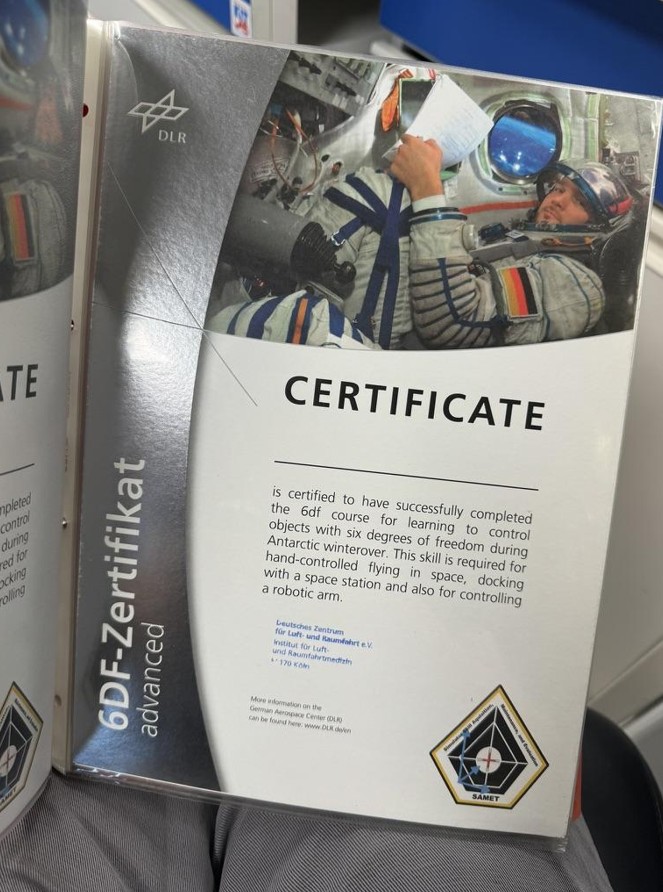 DLR
CERTIFICATE
is certified to have successfully completed
the 6df course for learning to control
objects with six degrees of freedom during
Antarctic winterover. This skill is required for
hand-controlled flying in space, docking
with a space station and also for controlling
a robotic arm.
Deutsches Zentrum
für Luft- und Raumfahrt e.V.
Institut für Luft-
und Raumfahrtmedizin
170 Köln
More information on the
German Aerospace Center (DLR)
can be found here: www.DLR.de/en
6DF-Zertifikat
advanced
SAMET
ATE
mpleted
control
during
red for
ocking
rolling